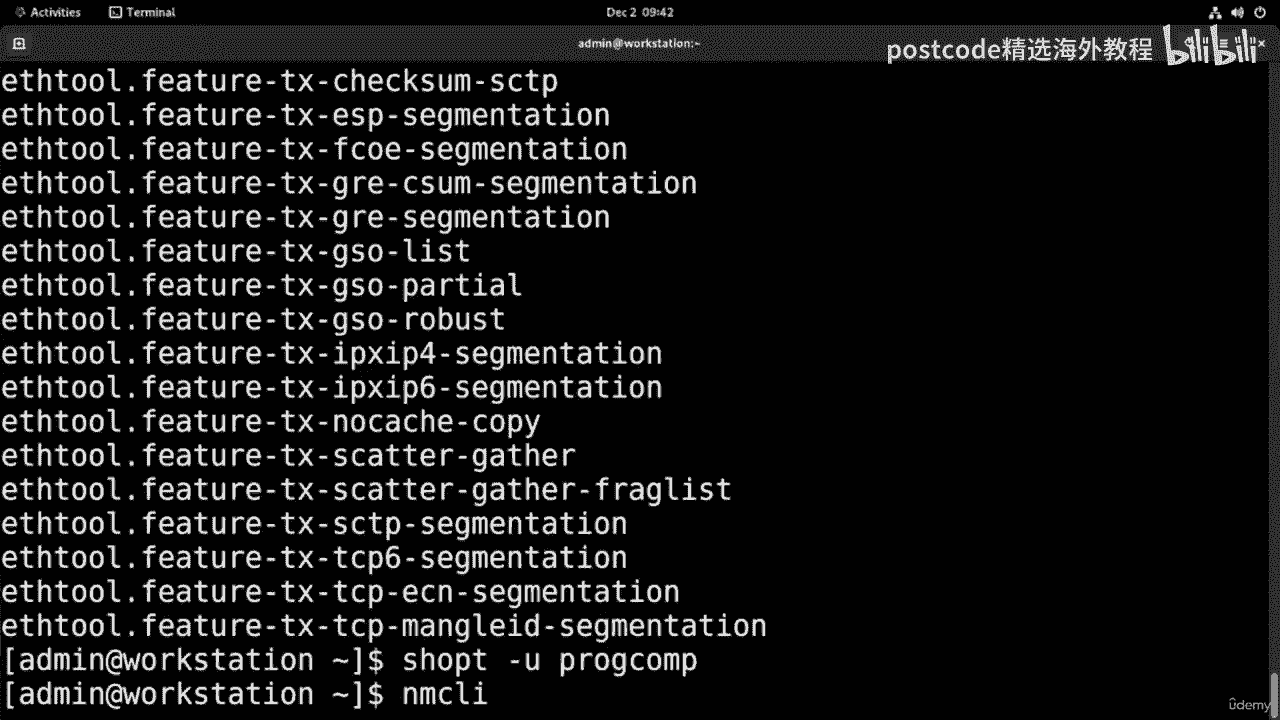 Activities Terminal Dec 2 09:42
admin@workstation:~
postcode精选海外教程 bilibili
ethtool.feature-tx-checksum-sctp
ethtool.feature-tx-esp-segmentation
ethtool.feature-tx-fcoe-segmentation
ethtool.feature-tx-gre-csum-segmentation
ethtool.feature-tx-gre-segmentation
ethtool.feature-tx-gso-list
ethtool.feature-tx-gso-partial
ethtool.feature-tx-gso-robust
ethtool.feature-tx-ipxip4-segmentation
ethtool.feature-tx-ipxip6-segmentation
ethtool.feature-tx-nocache-copy
ethtool.feature-tx-scatter-gather
ethtool.feature-tx-scatter-gather-fraglist
ethtool.feature-tx-sctp-segmentation
ethtool.feature-tx-tcp6-segmentation
ethtool.feature-tx-tcp-ecn-segmentation
ethtool.feature-tx-tcp-mangleid-segmentation
[admin@workstation ~]$ shopt -u progcomp
[admin@workstation ~]$ nmcli
ûdemy